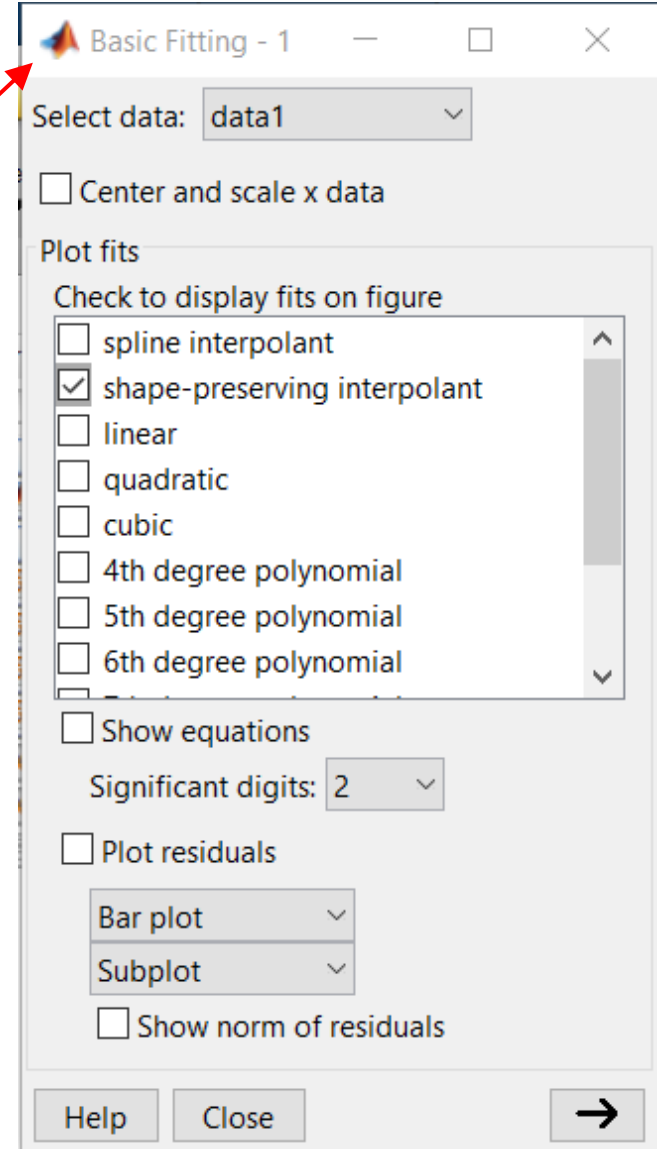 Basic Fitting - 1
Select data: data1
Center and scale x data
Plot fits
Check to display fits on figure
spline interpolant
shape-preserving interpolant
linear
quadratic
cubic
4th degree polynomial
5th degree polynomial
6th degree polynomial
Show equations
Significant digits: 2
Plot residuals
Bar plot
Subplot
Show norm of residuals
Help Close